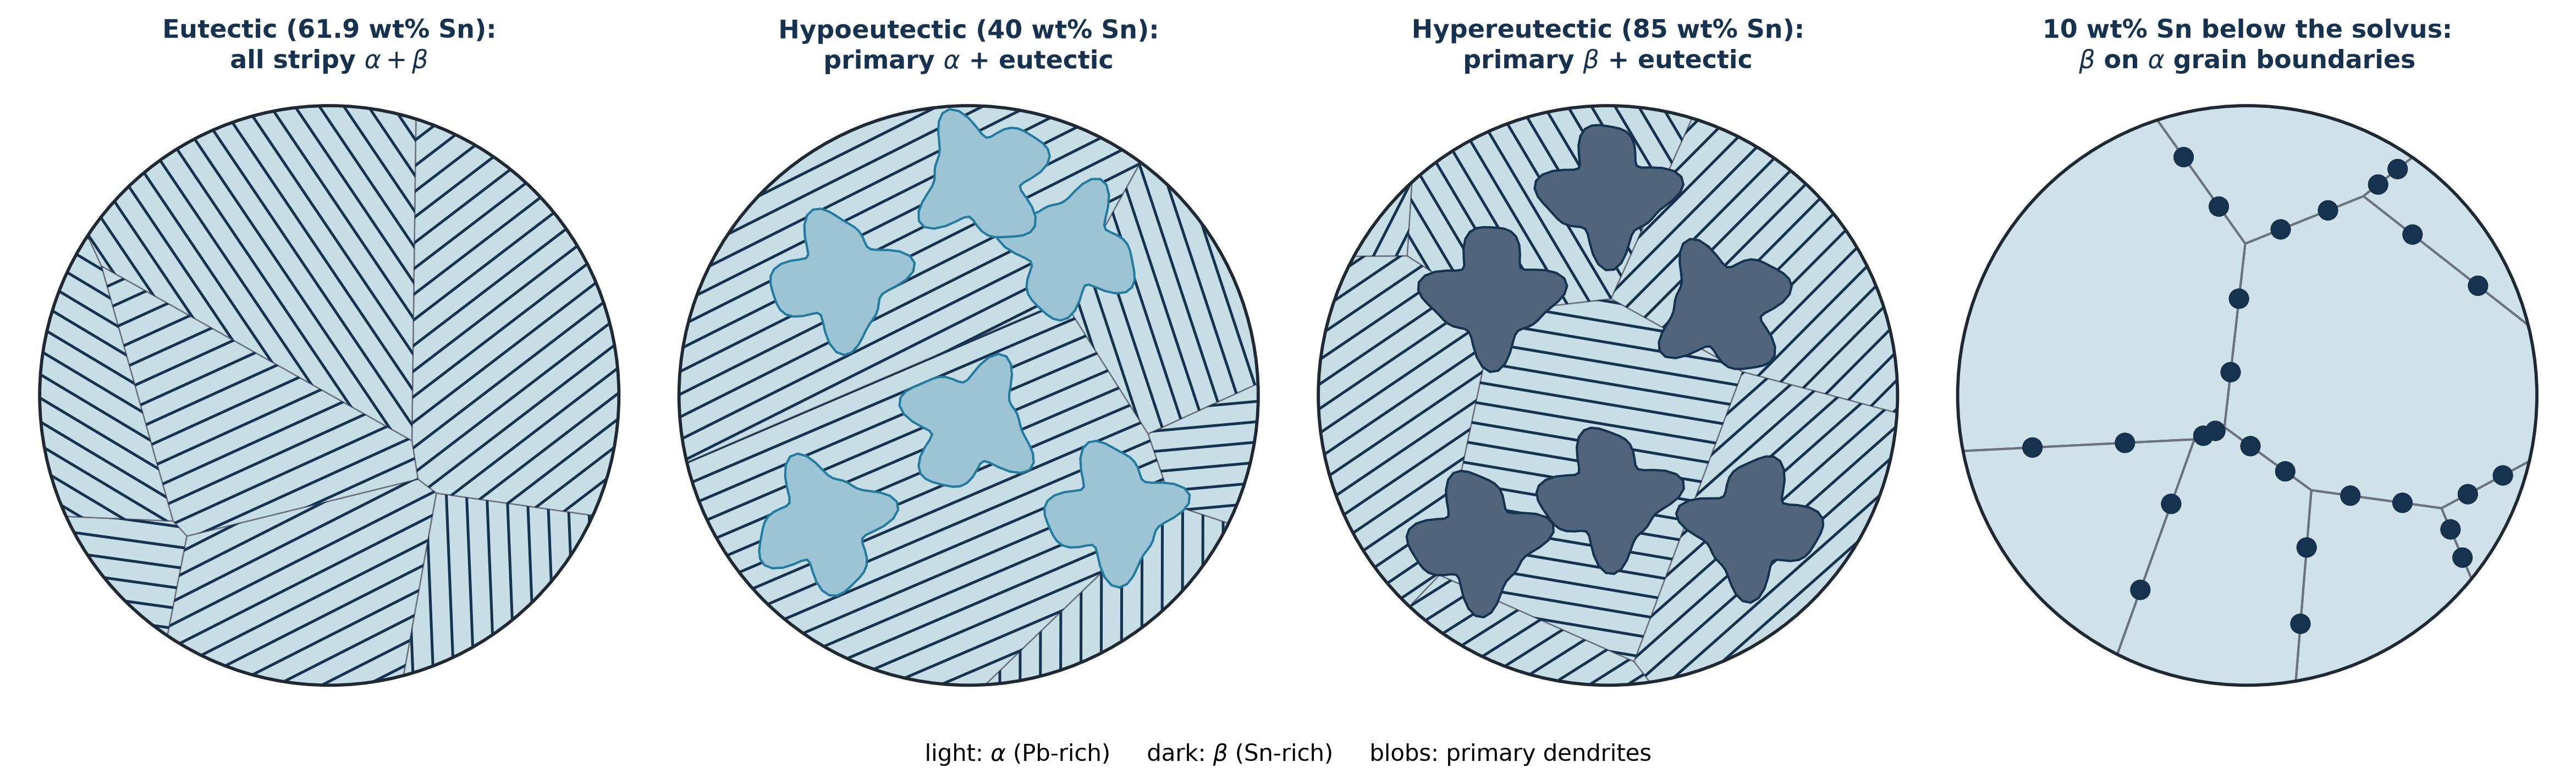 Eutectic (61.9 wt% Sn):
all stripy α + β
Hypoeutectic (40 wt% Sn):
primary α + eutectic
Hypereutectic (85 wt% Sn):
primary β + eutectic
10 wt% Sn below the solvus:
β on α grain boundaries
light: α (Pb-rich) dark: β (Sn-rich) blobs: primary dendrites